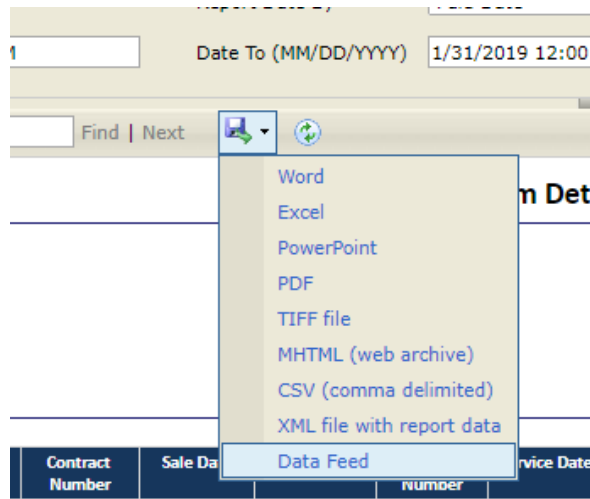 Date To (MM/DD/YYYY) 1/31/2019 12:00
Find | Next
Word
m Det
Excel
PowerPoint
PDF
TIFF file
MHTML (web archive)
CSV (comma delimited)
XML file with report data
Data Feed
Contract Number
Sale Da
Number
rvice Date